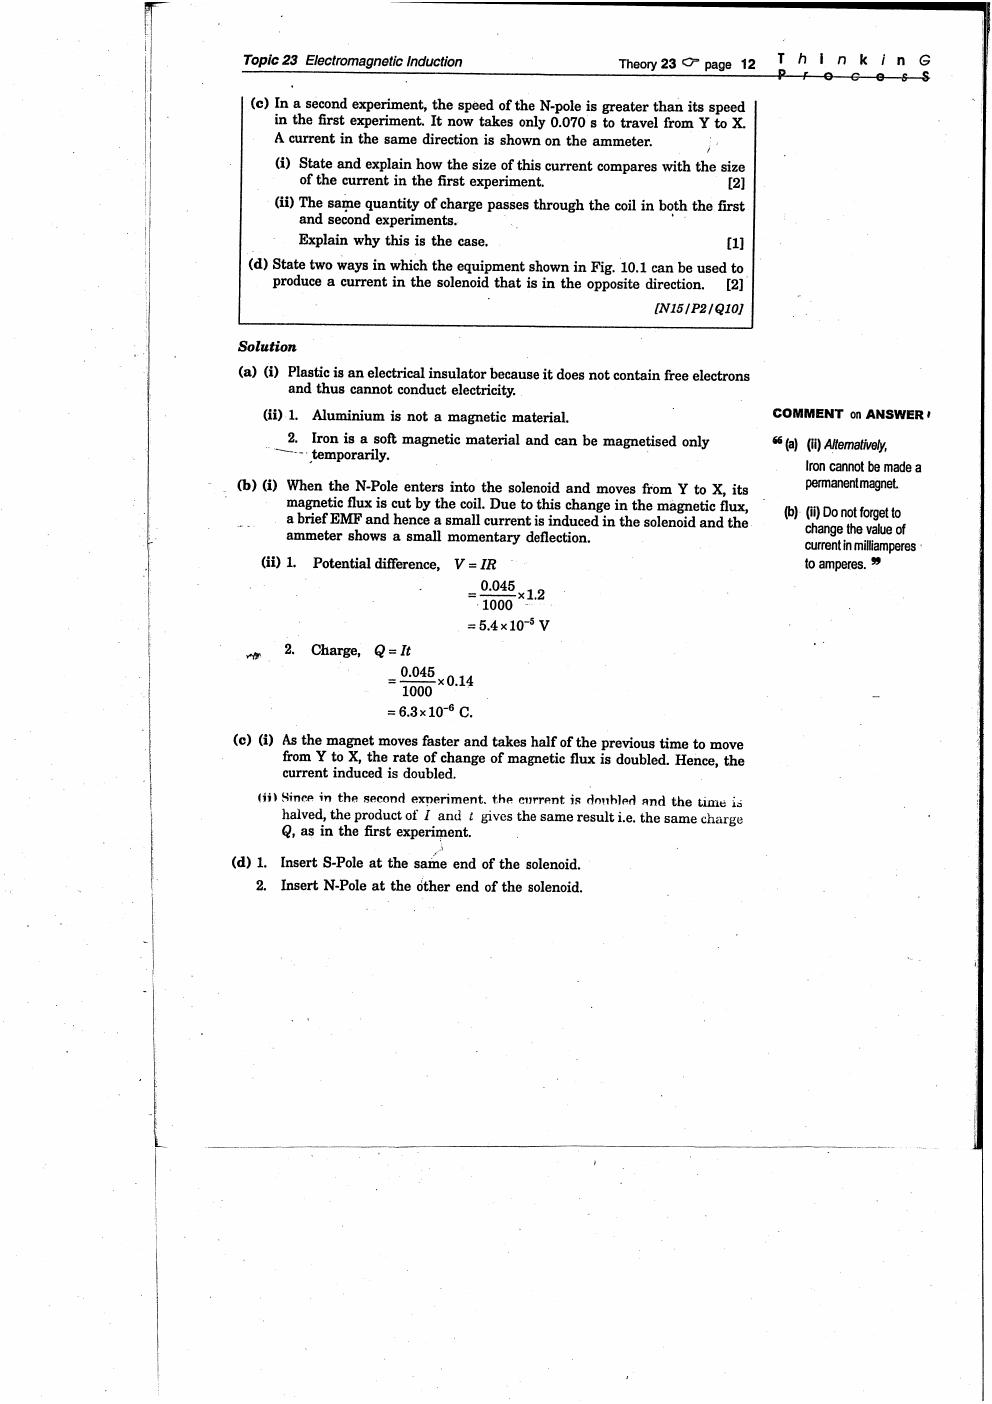 Topic 23 Electromagnetic Induction
Theory 23 ☞ page 12
ThinkinG
ProcesS
(c) In a second experiment, the speed of the N-pole is greater than its speed
in the first experiment. It now takes only 0.070 s to travel from Y to X.
A current in the same direction is shown on the ammeter.
(i) State and explain how the size of this current compares with the size
of the current in the first experiment. [2]
(ii) The same quantity of charge passes through the coil in both the first
and second experiments.
Explain why this is the case. [1]
(d) State two ways in which the equipment shown in Fig. 10.1 can be used to
produce a current in the solenoid that is in the opposite direction. [2]
[N15/P2/Q10]
Solution
(a) (i) Plastic is an electrical insulator because it does not contain free electrons
and thus cannot conduct electricity.
(ii) 1. Aluminium is not a magnetic material.
2. Iron is a soft magnetic material and can be magnetised only
temporarily.
(b) (i) When the N-Pole enters into the solenoid and moves from Y to X, its
magnetic flux is cut by the coil. Due to this change in the magnetic flux,
a brief EMF and hence a small current is induced in the solenoid and the
ammeter shows a small momentary deflection.
(ii) 1. Potential difference, V = IR
= 0.045/1000 × 1.2
= 5.4 × 10⁻⁵ V
2. Charge, Q = It
= 0.045/1000 × 0.14
= 6.3 × 10⁻⁶ C.
(c) (i) As the magnet moves faster and takes half of the previous time to move
from Y to X, the rate of change of magnetic flux is doubled. Hence, the
current induced is doubled.
(ii) Since in the second experiment, the current is doubled and the time is
halved, the product of I and t gives the same result i.e. the same charge
Q, as in the first experiment.
(d) 1. Insert S-Pole at the same end of the solenoid.
2. Insert N-Pole at the other end of the solenoid.
COMMENT on ANSWER
❝ (a) (ii) Alternatively,
Iron cannot be made a
permanent magnet.
(b) (ii) Do not forget to
change the value of
current in milliamperes
to amperes. ❞